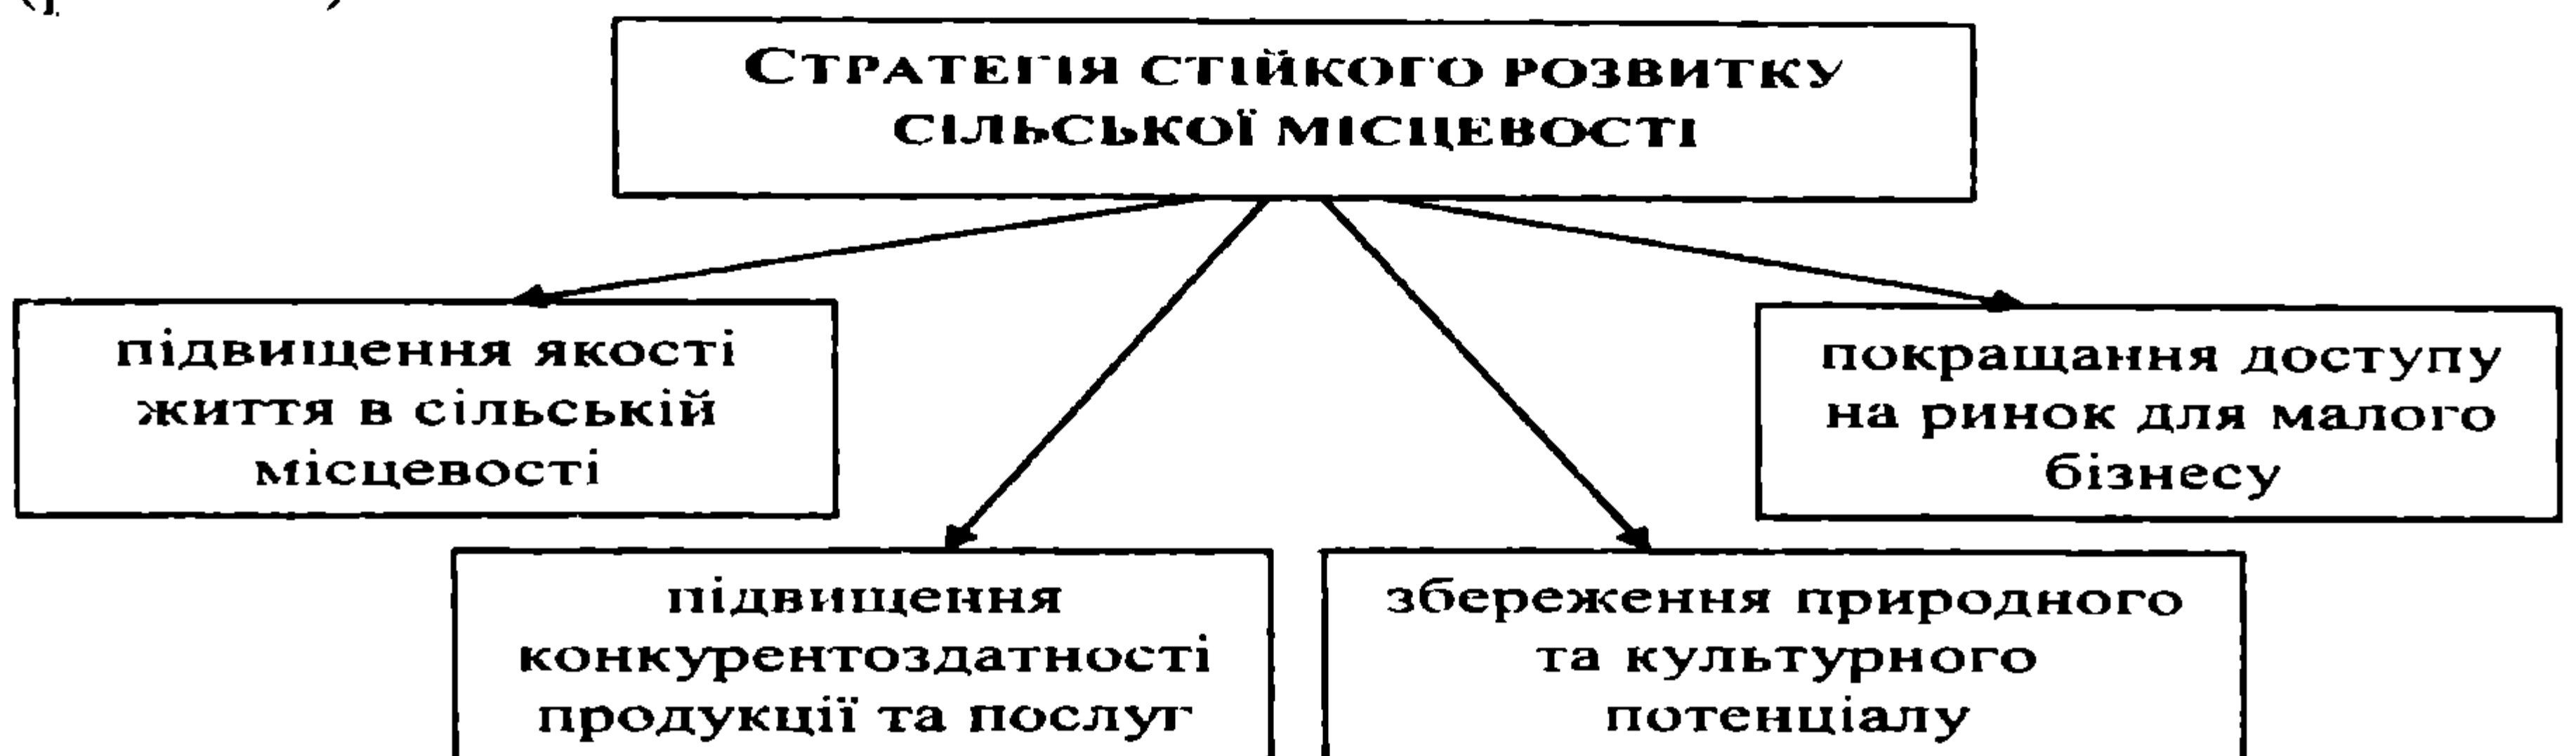 СТРАТЕГІЯ СТІЙКОГО РОЗВИТКУ
СІЛЬСЬКОЇ МІСЦЕВОСТІ
підвищення якості
життя в сільській
місцевості
покращання доступу
на ринок для малого
бізнесу
підвищення
конкурентоздатності
продукції та послуг
збереження природного
та культурного
потенціалу